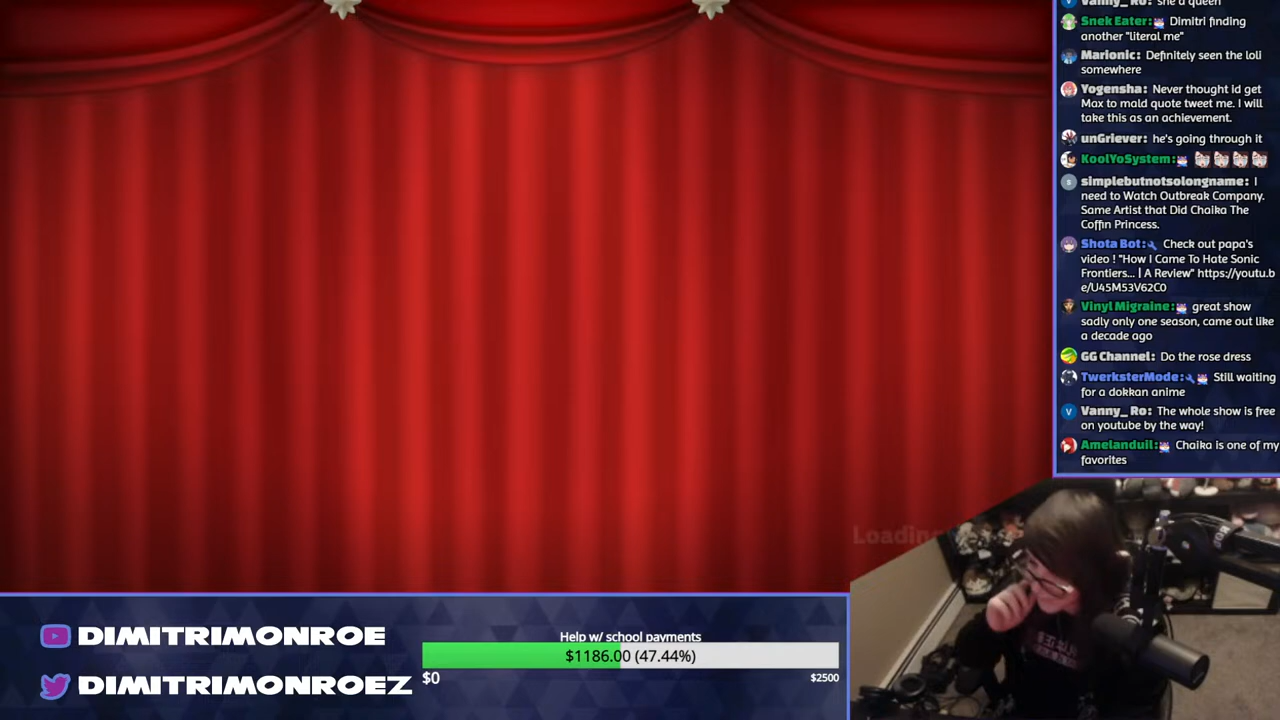 Vanny_Ro: she a queen
Snek Eater: Dimitri finding
another "literal me"
Marionic: Definitely seen the loli
somewhere
Yogensha: Never thought id get
Max to mald quote tweet me. I will
take this as an achievement.
unGriever: he's going through it
KoolYoSystem:
S simplebutnotsolongname: I
need to Watch Outbreak Company.
Same Artist that Did Chaika The
Coffin Princess.
Shota Bot: Check out papa's
video ! "How I Came To Hate Sonic
Frontiers... | A Review" https://youtu.b
e/U45M53V62C0
Vinyl Migraine: great show
sadly only one season, came out like
a decade ago
GG Channel: Do the rose dress
TwerksterMode: Still waiting
for a dokkan anime
V Vanny_Ro: The whole show is free
on youtube by the way!
Amelanduil: Chaika is one of my
favorites
DIMITRIMONROE
DIMITRIMONROEZ
Help w/ school payments
$1186.00 (47.44%)
$0
$2500